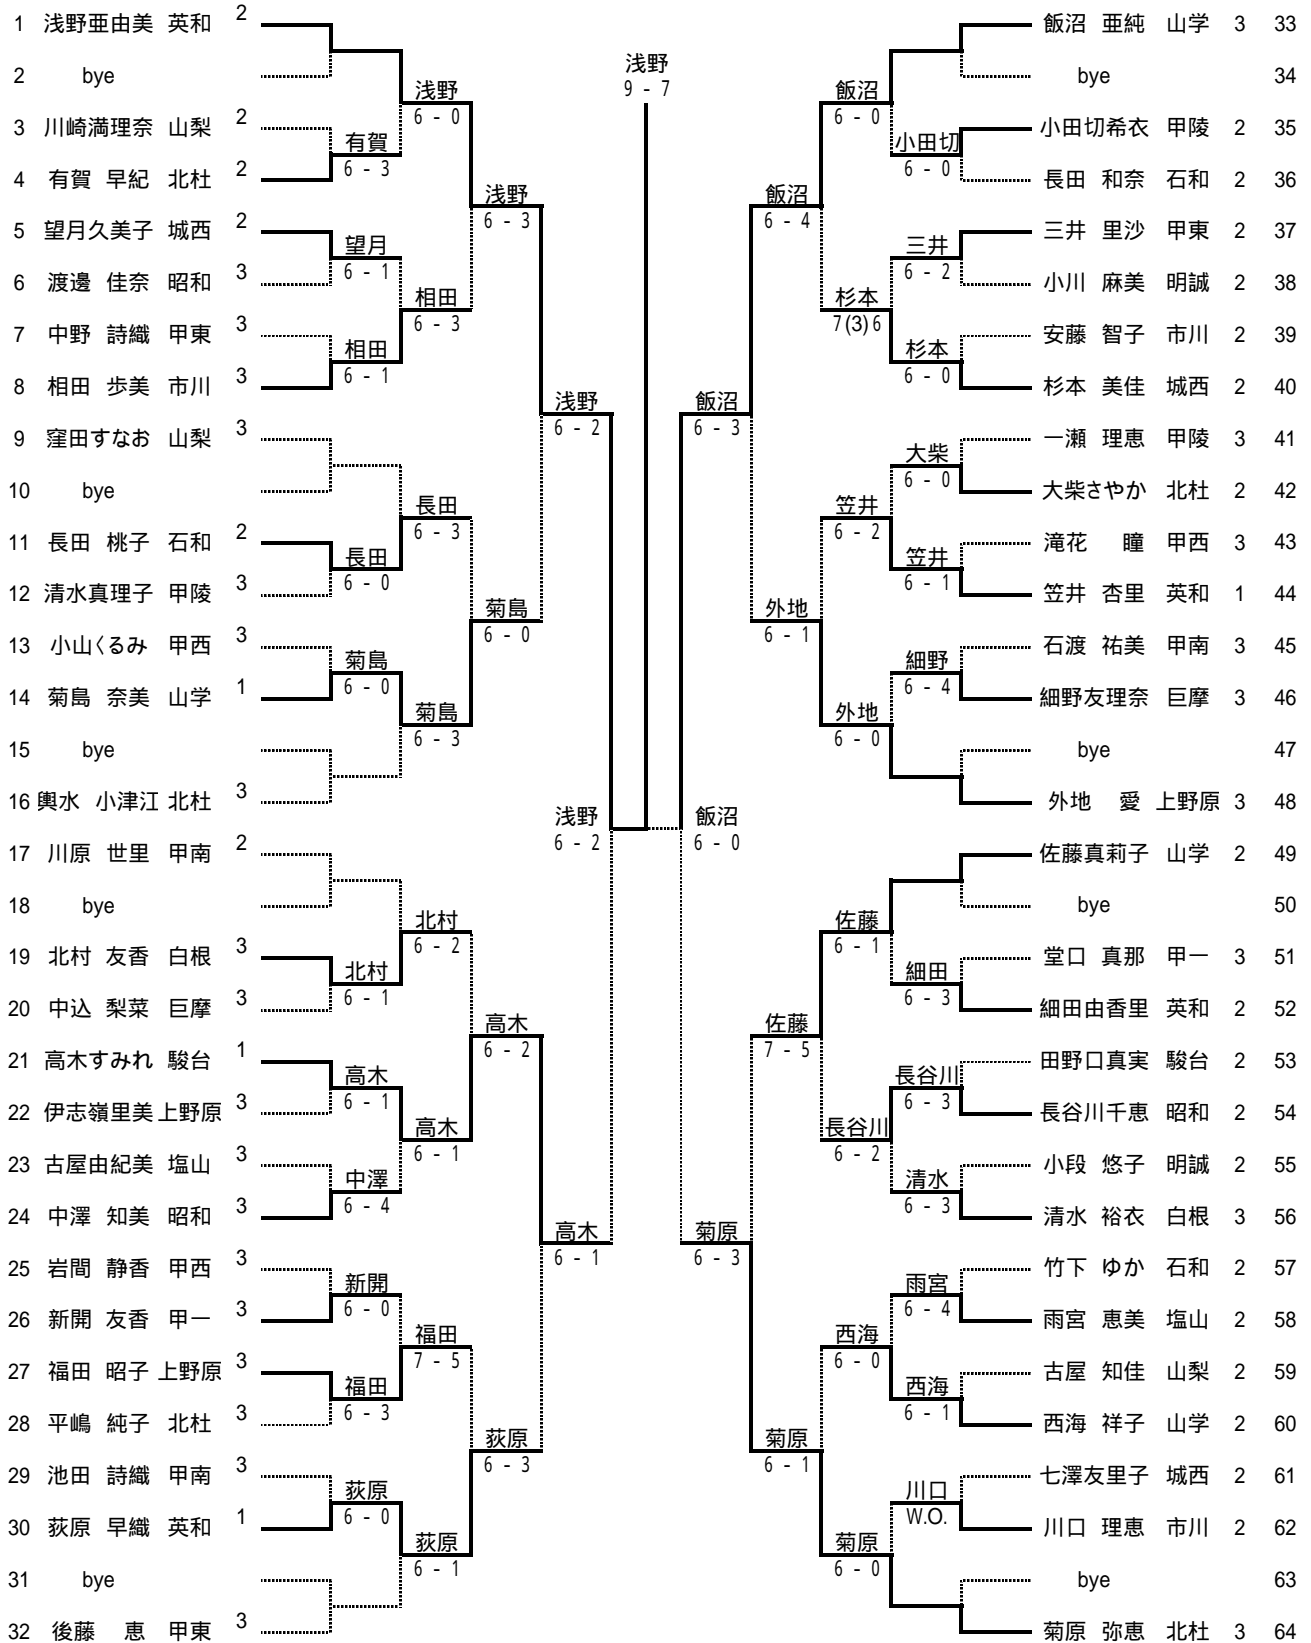 1 浅野亜由美 英和 2
2 bye
3 川崎満理奈 山梨 2
4 有賀 早紀 北杜 2
5 望月久美子 城西 2
6 渡邊 佳奈 昭和 3
7 中野 詩織 甲東 3
8 相田 歩美 市川 3
9 窪田すなお 山梨 3
10 bye
11 長田 桃子 石和 2
12 清水真理子 甲陵 3
13 小山くるみ 甲西 3
14 菊島 奈美 山学 1
15 bye
16 輿水 小津江 北杜 3
17 川原 世里 甲南 2
18 bye
19 北村 友香 白根 3
20 中込 梨菜 巨摩 3
21 高木すみれ 駿台 1
22 伊志嶺里美 上野原 3
23 古屋由紀美 塩山 3
24 中澤 知美 昭和 3
25 岩間 静香 甲西 3
26 新開 友香 甲一 3
27 福田 昭子 上野原 3
28 平嶋 純子 北杜 3
29 池田 詩織 甲南 3
30 荻原 早織 英和 1
31 bye
32 後藤 恵 甲東 3
有賀
6 - 3
望月
6 - 1
相田
6 - 1
長田
6 - 0
菊島
6 - 0
北村
6 - 1
高木
6 - 1
中澤
6 - 4
新開
6 - 0
福田
6 - 3
荻原
6 - 0
浅野
6 - 0
相田
6 - 3
長田
6 - 3
菊島
6 - 3
北村
6 - 2
高木
6 - 1
福田
7 - 5
荻原
6 - 1
浅野
6 - 3
菊島
6 - 0
高木
6 - 2
荻原
6 - 3
浅野
6 - 2
高木
6 - 1
浅野
6 - 2
浅野
9 - 7
飯沼
6 - 0
飯沼
6 - 3
菊原
6 - 3
飯沼
6 - 4
外地
6 - 1
佐藤
7 - 5
菊原
6 - 1
飯沼
6 - 0
杉本
7(3)6
笠井
6 - 2
外地
6 - 0
佐藤
6 - 1
長谷川
6 - 2
西海
6 - 0
菊原
6 - 0
小田切
6 - 0
三井
6 - 2
杉本
6 - 0
大柴
6 - 0
笠井
6 - 1
細野
6 - 4
細田
6 - 3
長谷川
6 - 3
清水
6 - 3
雨宮
6 - 4
西海
6 - 1
川口
W.O.
飯沼 亜純 山学 3 33
bye 34
小田切希衣 甲陵 2 35
長田 和奈 石和 2 36
三井 里沙 甲東 2 37
小川 麻美 明誠 2 38
安藤 智子 市川 2 39
杉本 美佳 城西 2 40
一瀬 理恵 甲陵 3 41
大柴さやか 北杜 2 42
滝花 瞳 甲西 3 43
笠井 杏里 英和 1 44
石渡 祐美 甲南 3 45
細野友理奈 巨摩 3 46
bye 47
外地 愛 上野原 3 48
佐藤真莉子 山学 2 49
bye 50
堂口 真那 甲一 3 51
細田由香里 英和 2 52
田野口真実 駿台 2 53
長谷川千恵 昭和 2 54
小段 悠子 明誠 2 55
清水 裕衣 白根 3 56
竹下 ゆか 石和 2 57
雨宮 恵美 塩山 2 58
古屋 知佳 山梨 2 59
西海 祥子 山学 2 60
七澤友里子 城西 2 61
川口 理恵 市川 2 62
bye 63
菊原 弥恵 北杜 3 64